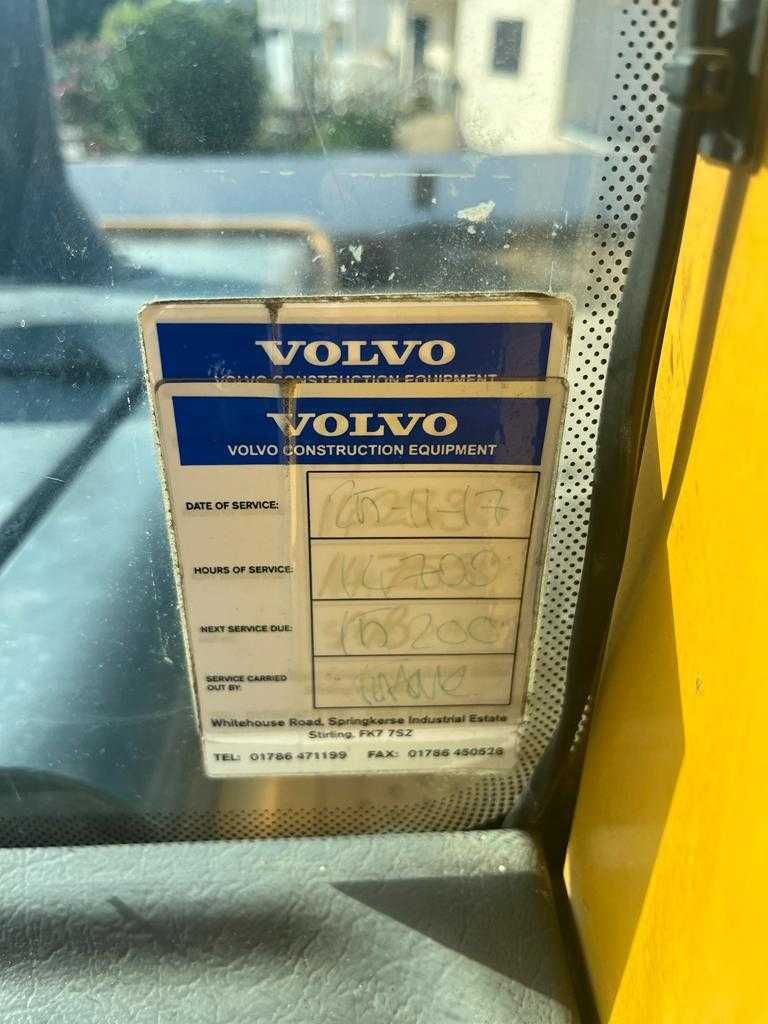 VOLVO
VOLVO CONSTRUCTION EQUIPMENT
VOLVO
VOLVO CONSTRUCTION EQUIPMENT
DATE OF SERVICE:
HOURS OF SERVICE:
NEXT SERVICE DUE: 15200
SERVICE CARRIED
OUT BY:
Whitehouse Road, Springkerse Industrial Estate
Stirling, FK7 7SZ
TEL: 01786 471199 FAX: 01786 450528